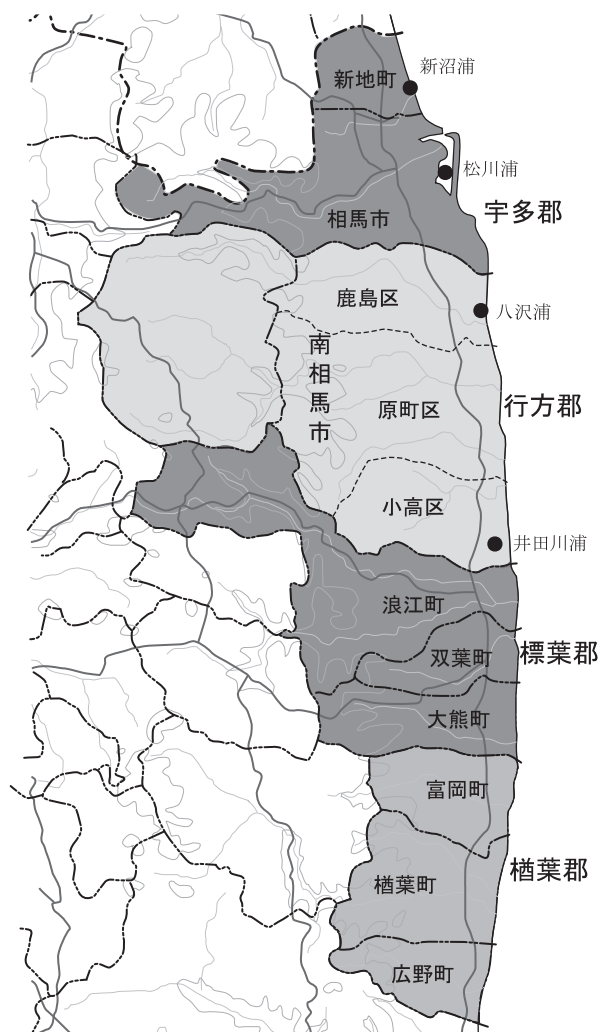 新地町
新沼浦
松川浦
宇多郡
相馬市
鹿島区
八沢浦
南相馬市
原町区
行方郡
小高区
井田川浦
浪江町
双葉町
標葉郡
大熊町
富岡町
楢葉町
楢葉郡
広野町